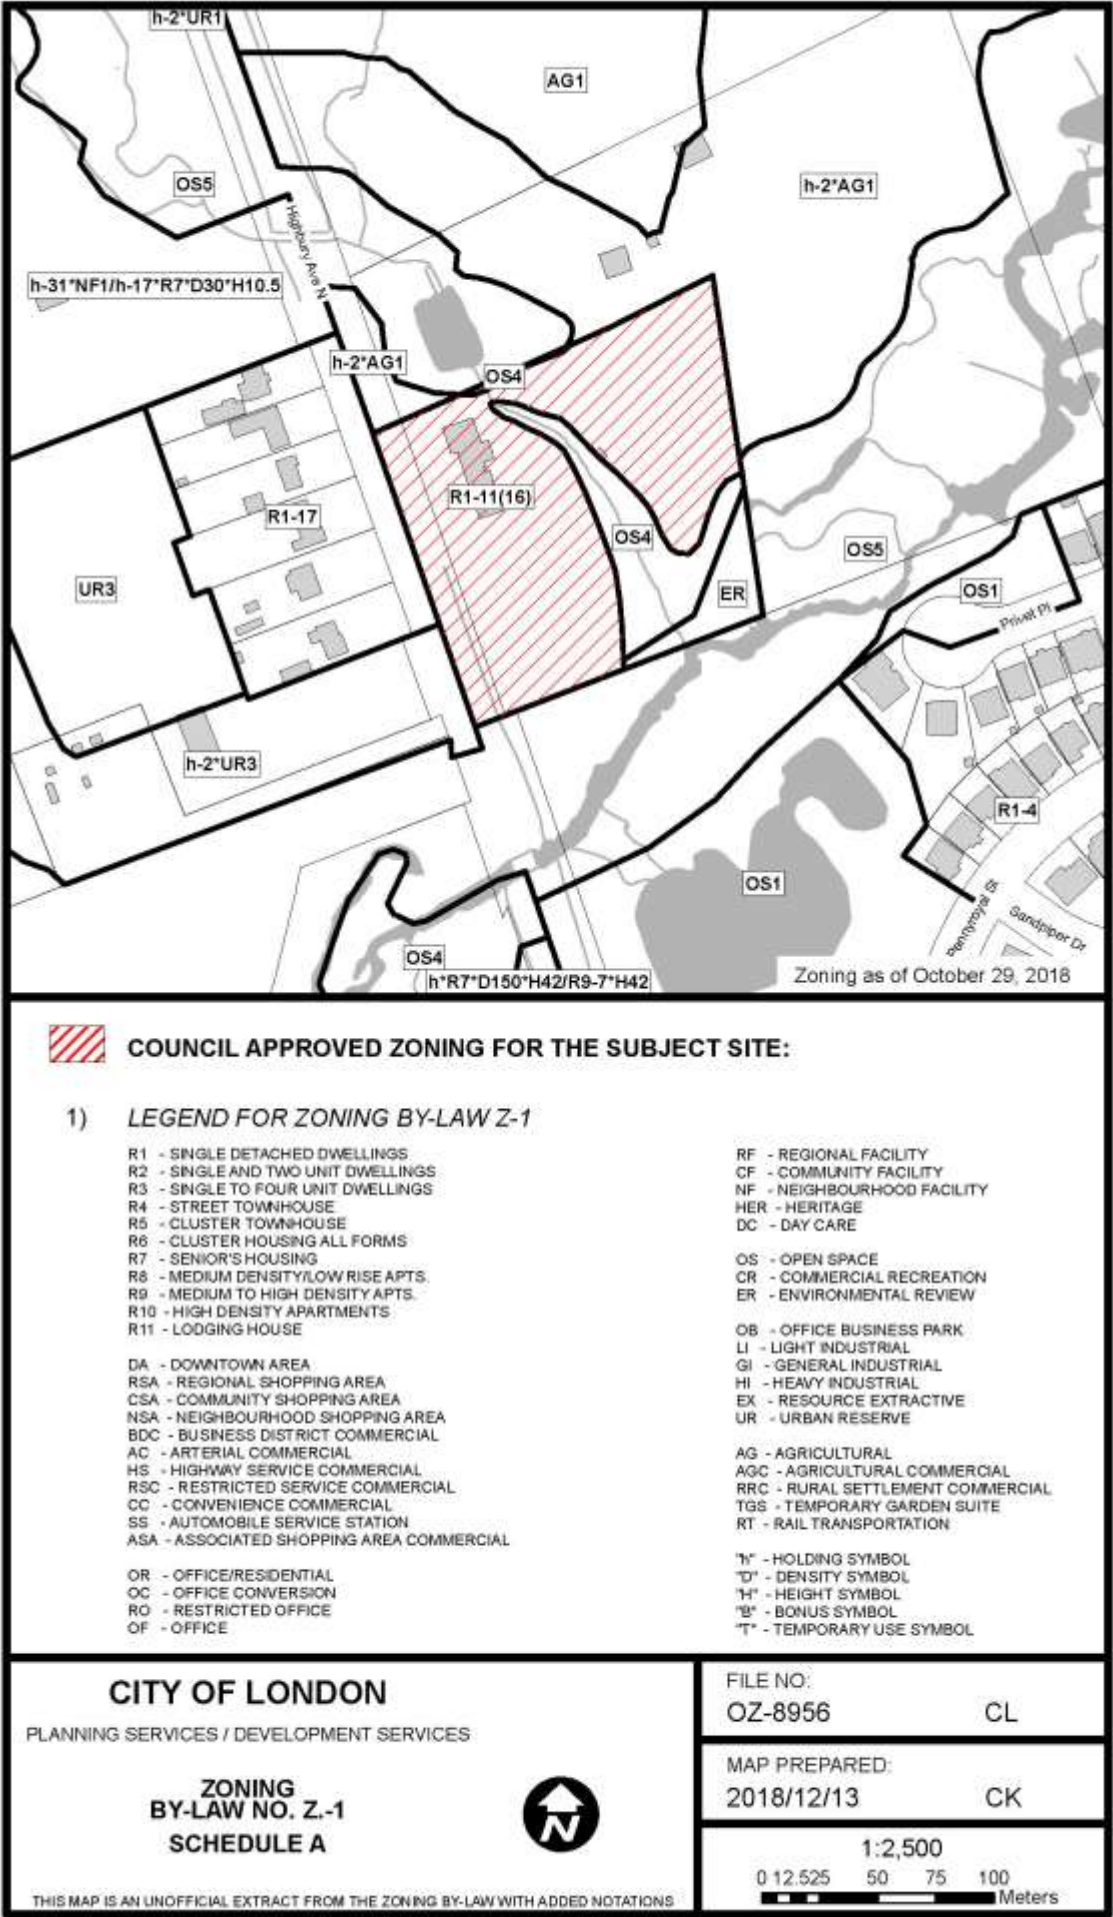 h-2*UR1
AG1
OS5
h-2*AG1
Highbury Ave N
h-31*NF1/h-17*R7*D30*H10.5
h-2*AG1
OS4
R1-11(16)
R1-17
OS4
OS5
UR3
ER
OS1
Privet Pl
h-2*UR3
R1-4
OS1
Pennyroyal St
Sandpiper Dr
OS4
h*R7*D150*H42/R9-7*H42
Zoning as of October 29, 2018
COUNCIL APPROVED ZONING FOR THE SUBJECT SITE:
1) LEGEND FOR ZONING BY-LAW Z-1
R1 - SINGLE DETACHED DWELLINGS
R2 - SINGLE AND TWO UNIT DWELLINGS
R3 - SINGLE TO FOUR UNIT DWELLINGS
R4 - STREET TOWNHOUSE
R5 - CLUSTER TOWNHOUSE
R6 - CLUSTER HOUSING ALL FORMS
R7 - SENIOR'S HOUSING
R8 - MEDIUM DENSITY/LOW RISE APTS.
R9 - MEDIUM TO HIGH DENSITY APTS.
R10 - HIGH DENSITY APARTMENTS
R11 - LODGING HOUSE
DA - DOWNTOWN AREA
RSA - REGIONAL SHOPPING AREA
CSA - COMMUNITY SHOPPING AREA
NSA - NEIGHBOURHOOD SHOPPING AREA
BDC - BUSINESS DISTRICT COMMERCIAL
AC - ARTERIAL COMMERCIAL
HS - HIGHWAY SERVICE COMMERCIAL
RSC - RESTRICTED SERVICE COMMERCIAL
CC - CONVENIENCE COMMERCIAL
SS - AUTOMOBILE SERVICE STATION
ASA - ASSOCIATED SHOPPING AREA COMMERCIAL
OR - OFFICE/RESIDENTIAL
OC - OFFICE CONVERSION
RO - RESTRICTED OFFICE
OF - OFFICE
RF - REGIONAL FACILITY
CF - COMMUNITY FACILITY
NF - NEIGHBOURHOOD FACILITY
HER - HERITAGE
DC - DAY CARE
OS - OPEN SPACE
CR - COMMERCIAL RECREATION
ER - ENVIRONMENTAL REVIEW
OB - OFFICE BUSINESS PARK
LI - LIGHT INDUSTRIAL
GI - GENERAL INDUSTRIAL
HI - HEAVY INDUSTRIAL
EX - RESOURCE EXTRACTIVE
UR - URBAN RESERVE
AG - AGRICULTURAL
AGC - AGRICULTURAL COMMERCIAL
RRC - RURAL SETTLEMENT COMMERCIAL
TGS - TEMPORARY GARDEN SUITE
RT - RAIL TRANSPORTATION
"h" - HOLDING SYMBOL
"D" - DENSITY SYMBOL
"H" - HEIGHT SYMBOL
"B" - BONUS SYMBOL
"T" - TEMPORARY USE SYMBOL
CITY OF LONDON
PLANNING SERVICES / DEVELOPMENT SERVICES
ZONING
BY-LAW NO. Z.-1
SCHEDULE A
N
THIS MAP IS AN UNOFFICIAL EXTRACT FROM THE ZONING BY-LAW WITH ADDED NOTATIONS
FILE NO:
OZ-8956 CL
MAP PREPARED:
2018/12/13 CK
1:2,500
0 12.525 50 75 100
Meters